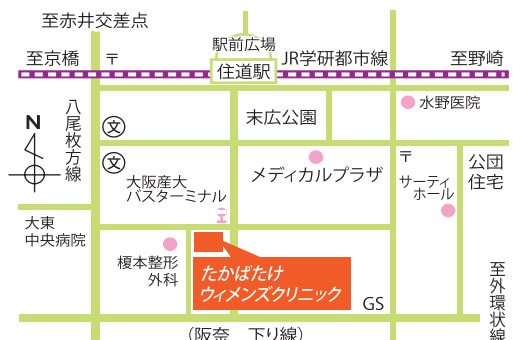 至赤井交差点
駅前広場
至京橋
〒
JR学研都市線
至野崎
住道駅
八尾枚方線
N
文
末広公園
水野医院
文
メディカルプラザ
〒
公団
住宅
サーティ
ホール
大阪産大
バスターミナル
大東
中央病院
榎本整形
外科
たかばたけ
ウィメンズクリニック
GS
至外環状線
（阪奈　下り線）